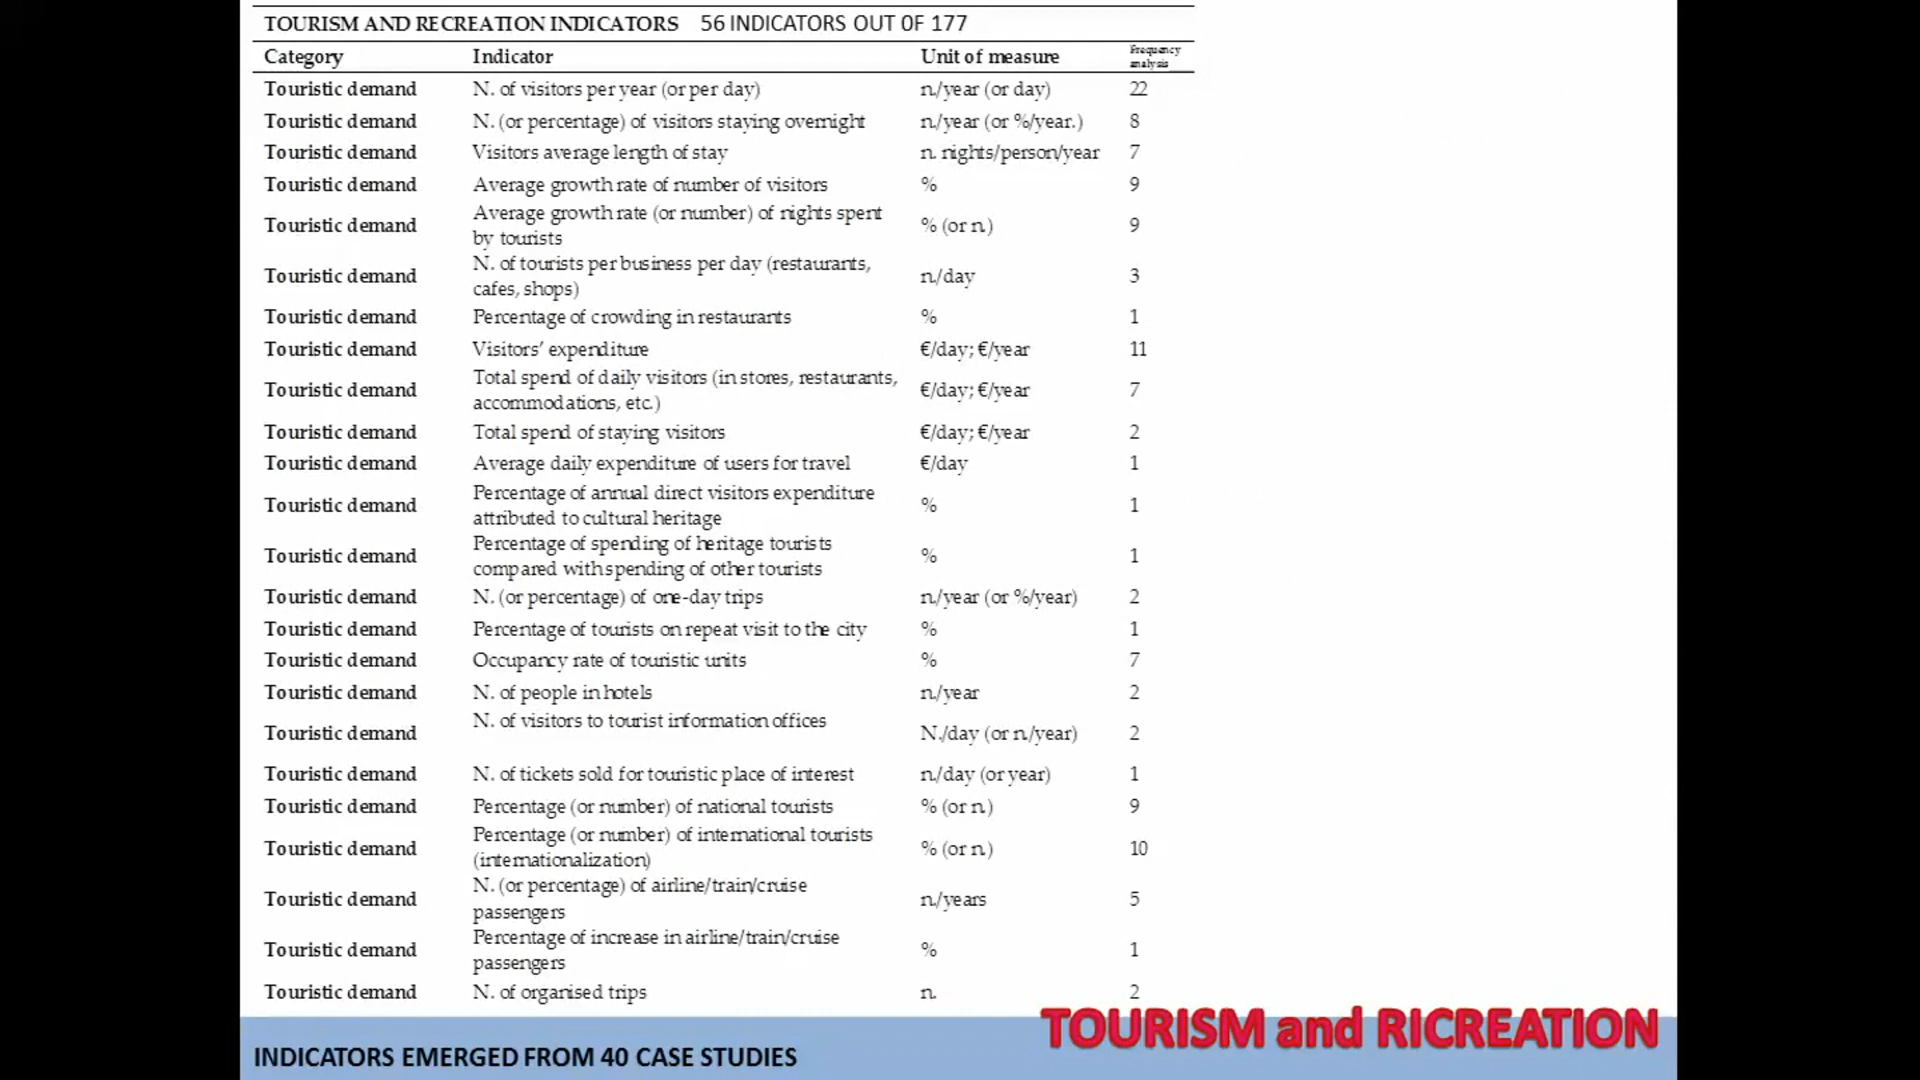 TOURISM AND RECREATION INDICATORS 56 INDICATORS OUT OF 177
Category Indicator Unit of measure Frequency analysis
Touristic demand N. of visitors per year (or per day) n./year (or day) 22
Touristic demand N. (or percentage) of visitors staying overnight n./year (or %/year.) 8
Touristic demand Visitors average length of stay n. nights/person/year 7
Touristic demand Average growth rate of number of visitors % 9
Touristic demand Average growth rate (or number) of nights spent
by tourists % (or n.) 9
Touristic demand N. of tourists per business per day (restaurants,
cafes, shops) n./day 3
Touristic demand Percentage of crowding in restaurants % 1
Touristic demand Visitors’ expenditure €/day; €/year 11
Touristic demand Total spend of daily visitors (in stores, restaurants,
accommodations, etc.) €/day; €/year 7
Touristic demand Total spend of staying visitors €/day; €/year 2
Touristic demand Average daily expenditure of users for travel €/day 1
Touristic demand Percentage of annual direct visitors expenditure
attributed to cultural heritage % 1
Touristic demand Percentage of spending of heritage tourists
compared with spending of other tourists % 1
Touristic demand N. (or percentage) of one-day trips n./year (or %/year) 2
Touristic demand Percentage of tourists on repeat visit to the city % 1
Touristic demand Occupancy rate of touristic units % 7
Touristic demand N. of people in hotels n./year 2
Touristic demand N. of visitors to tourist information offices N./day (or n./year) 2
Touristic demand N. of tickets sold for touristic place of interest n./day (or year) 1
Touristic demand Percentage (or number) of national tourists % (or n.) 9
Touristic demand Percentage (or number) of international tourists
(internationalization) % (or n.) 10
Touristic demand N. (or percentage) of airline/train/cruise
passengers n./years 5
Touristic demand Percentage of increase in airline/train/cruise
passengers % 1
Touristic demand N. of organised trips n. 2
TOURISM and RICREATION
INDICATORS EMERGED FROM 40 CASE STUDIES